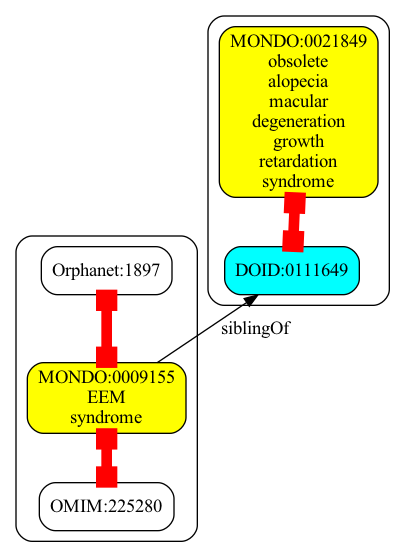 MONDO:0021849
obsolete
alopecia
macular
degeneration
growth
retardation
syndrome
Orphanet:1897
DOID:0111649
siblingOf
MONDO:0009155
EEM
syndrome
OMIM:225280